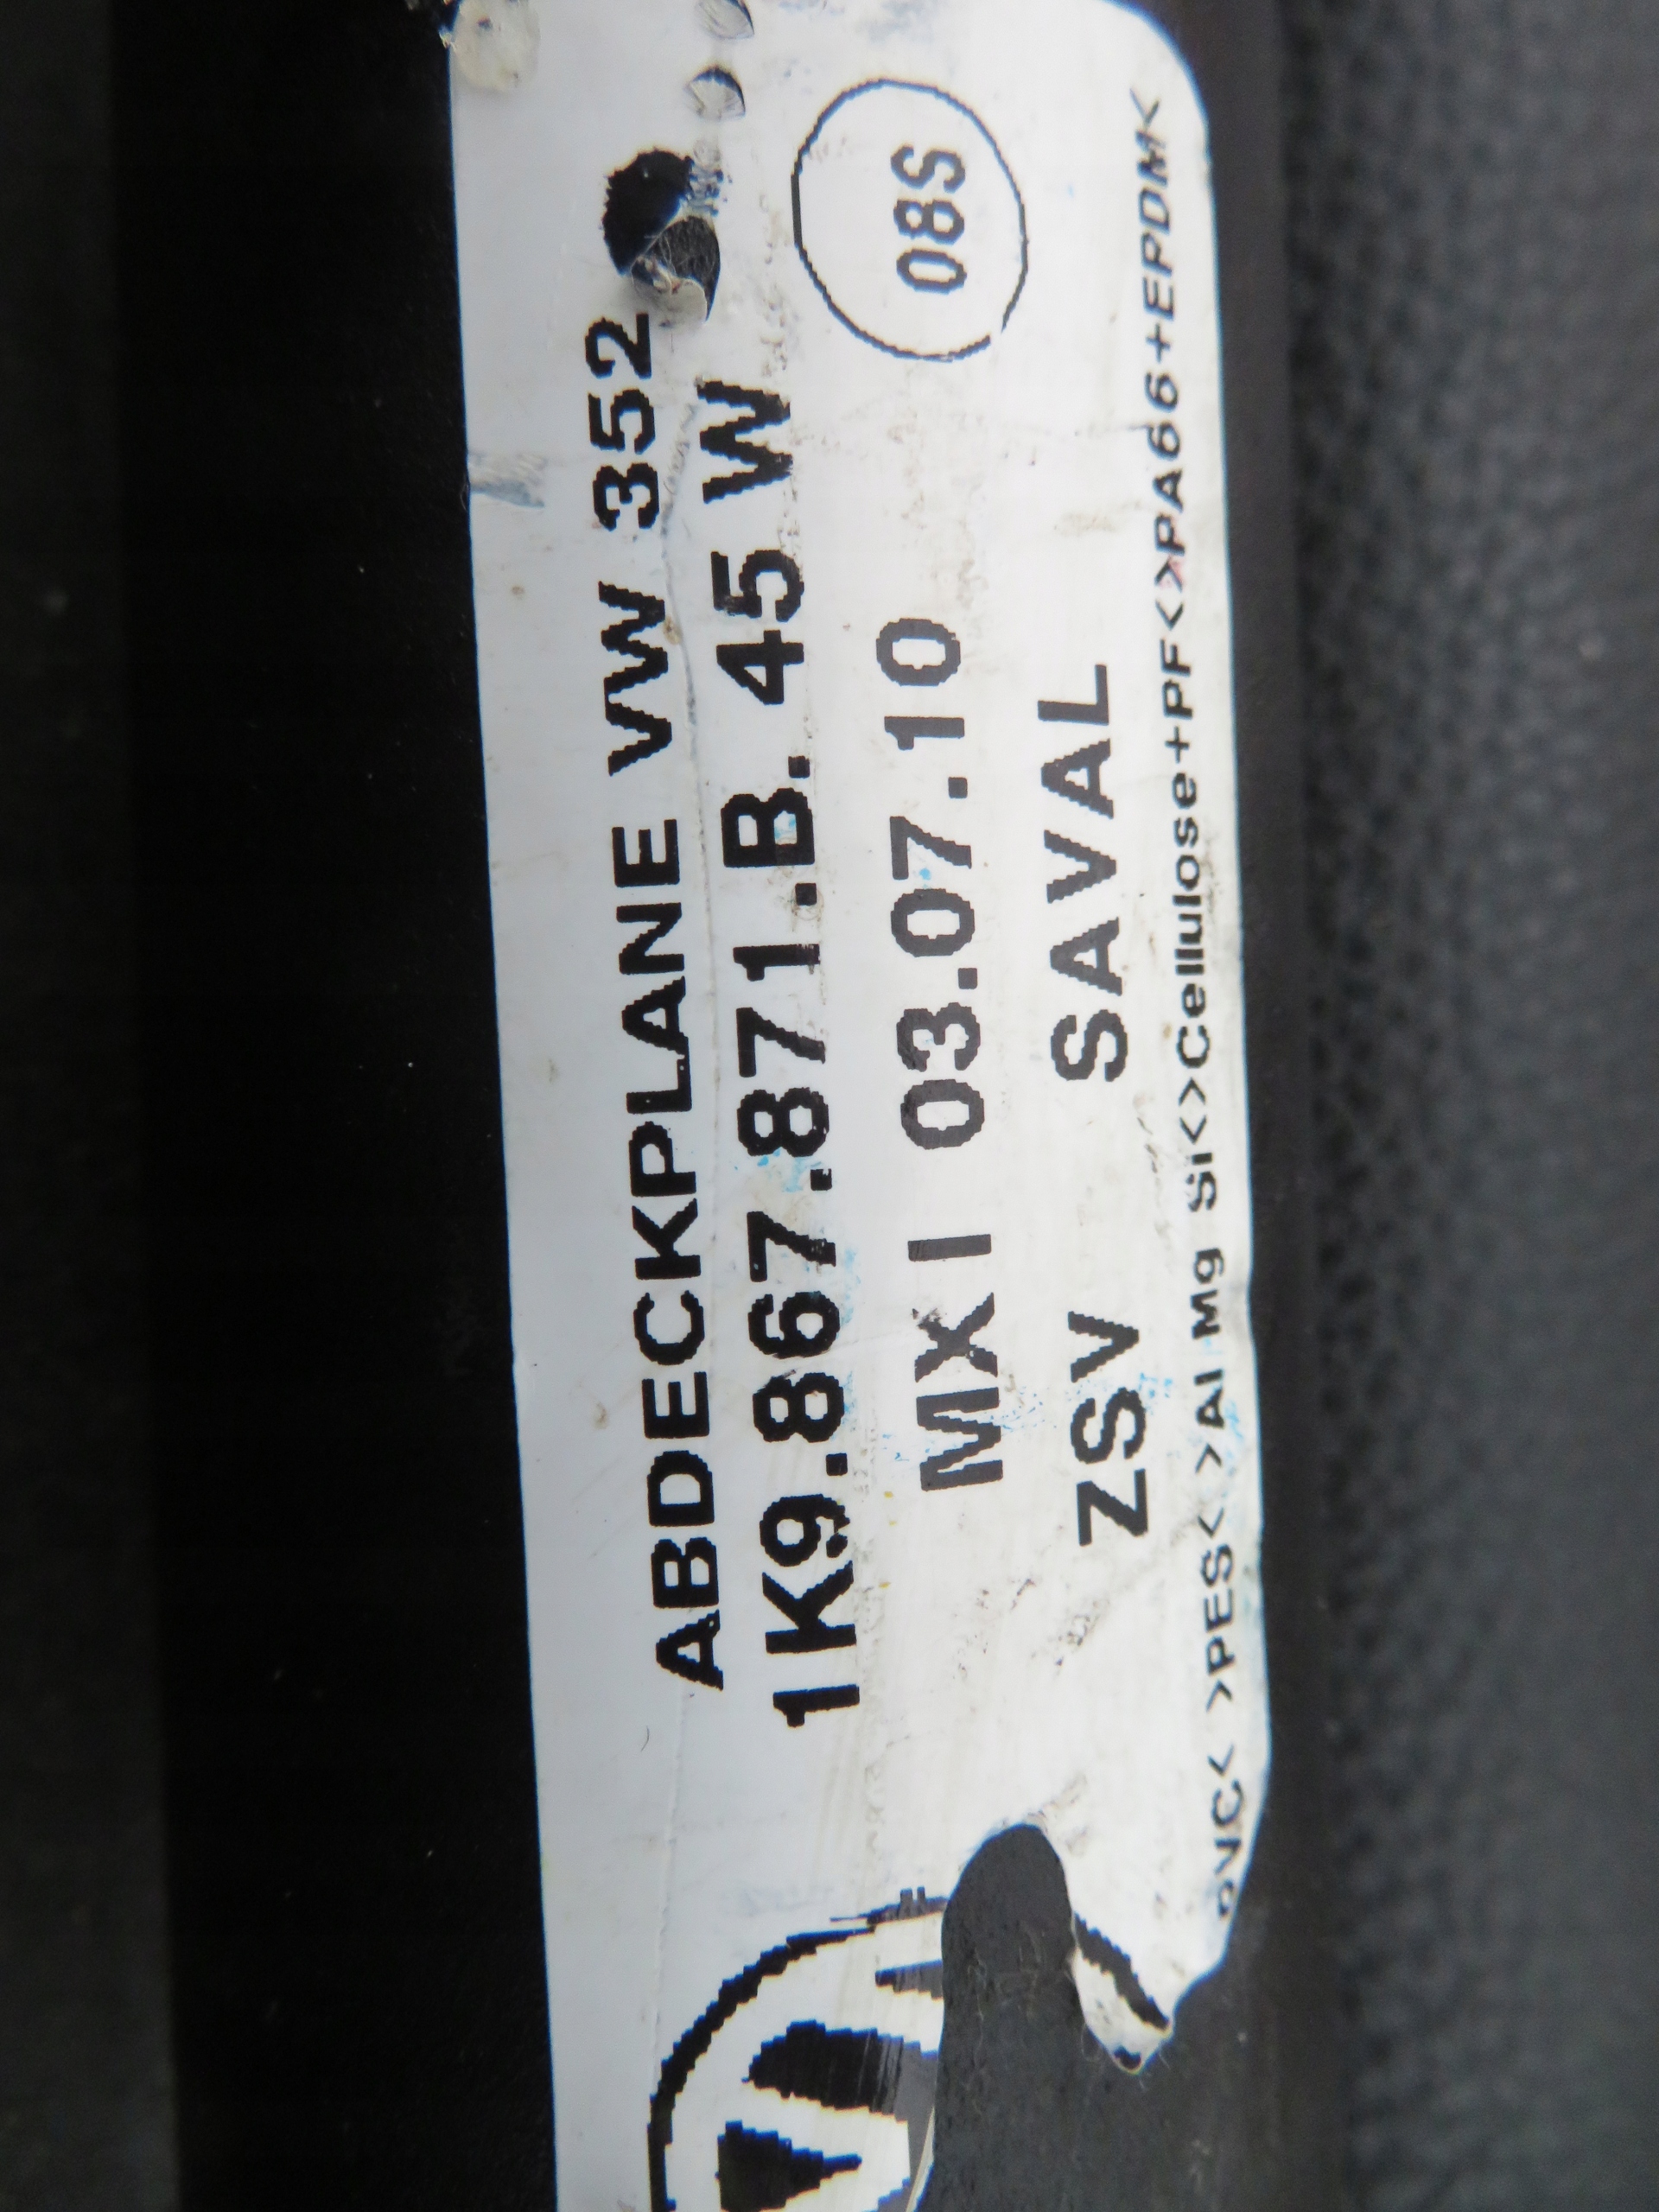 ABDECKPLANE VW 352
1K9.867.871.B. 45 W
MX I 03.07.10
08S
ZSV SAVAL
PVC< >PES< >Al Mg Si<>Cellulose+PF<>PA66+EPDM<